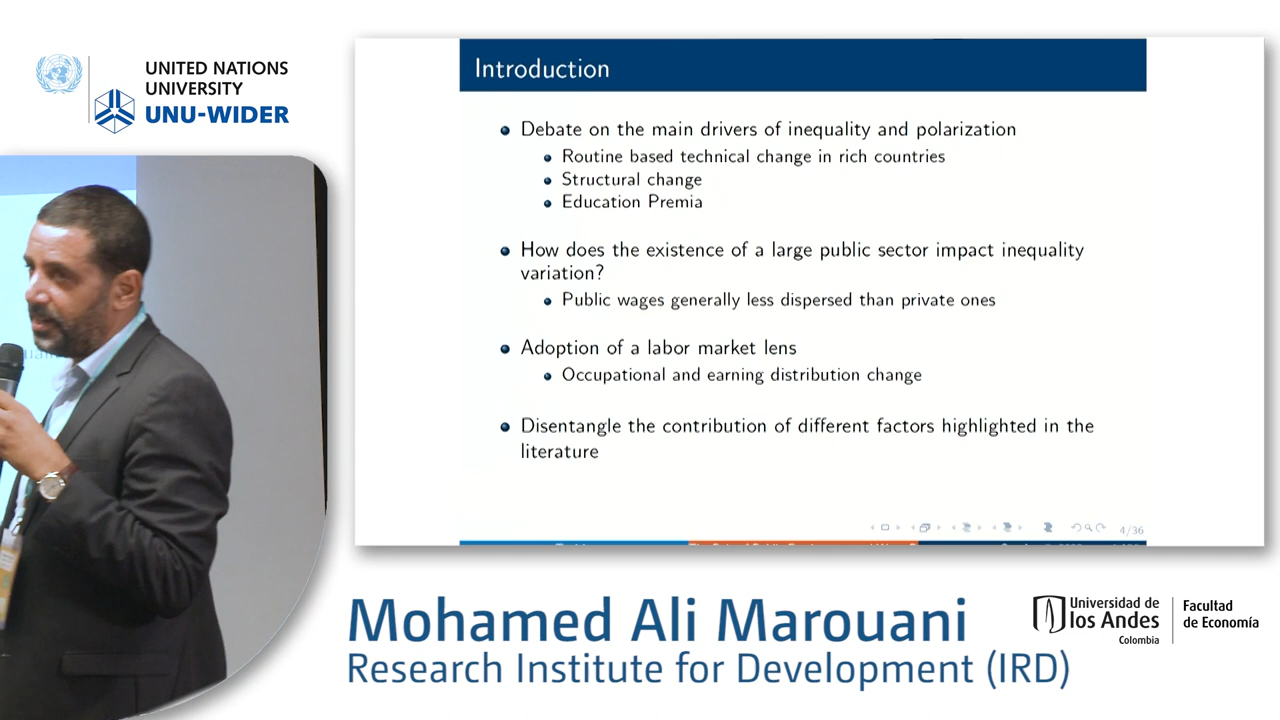 UNITED NATIONS
UNIVERSITY
UNU-WIDER
Introduction
Debate on the main drivers of inequality and polarization
Routine based technical change in rich countries
Structural change
Education Premia
How does the existence of a large public sector impact inequality
variation?
Public wages generally less dispersed than private ones
Adoption of a labor market lens
Occupational and earning distribution change
Disentangle the contribution of different factors highlighted in the
literature
4/36
Mohamed Ali Marouani
Research Institute for Development (IRD)
Universidad de
los Andes
Colombia
Facultad
de Economía